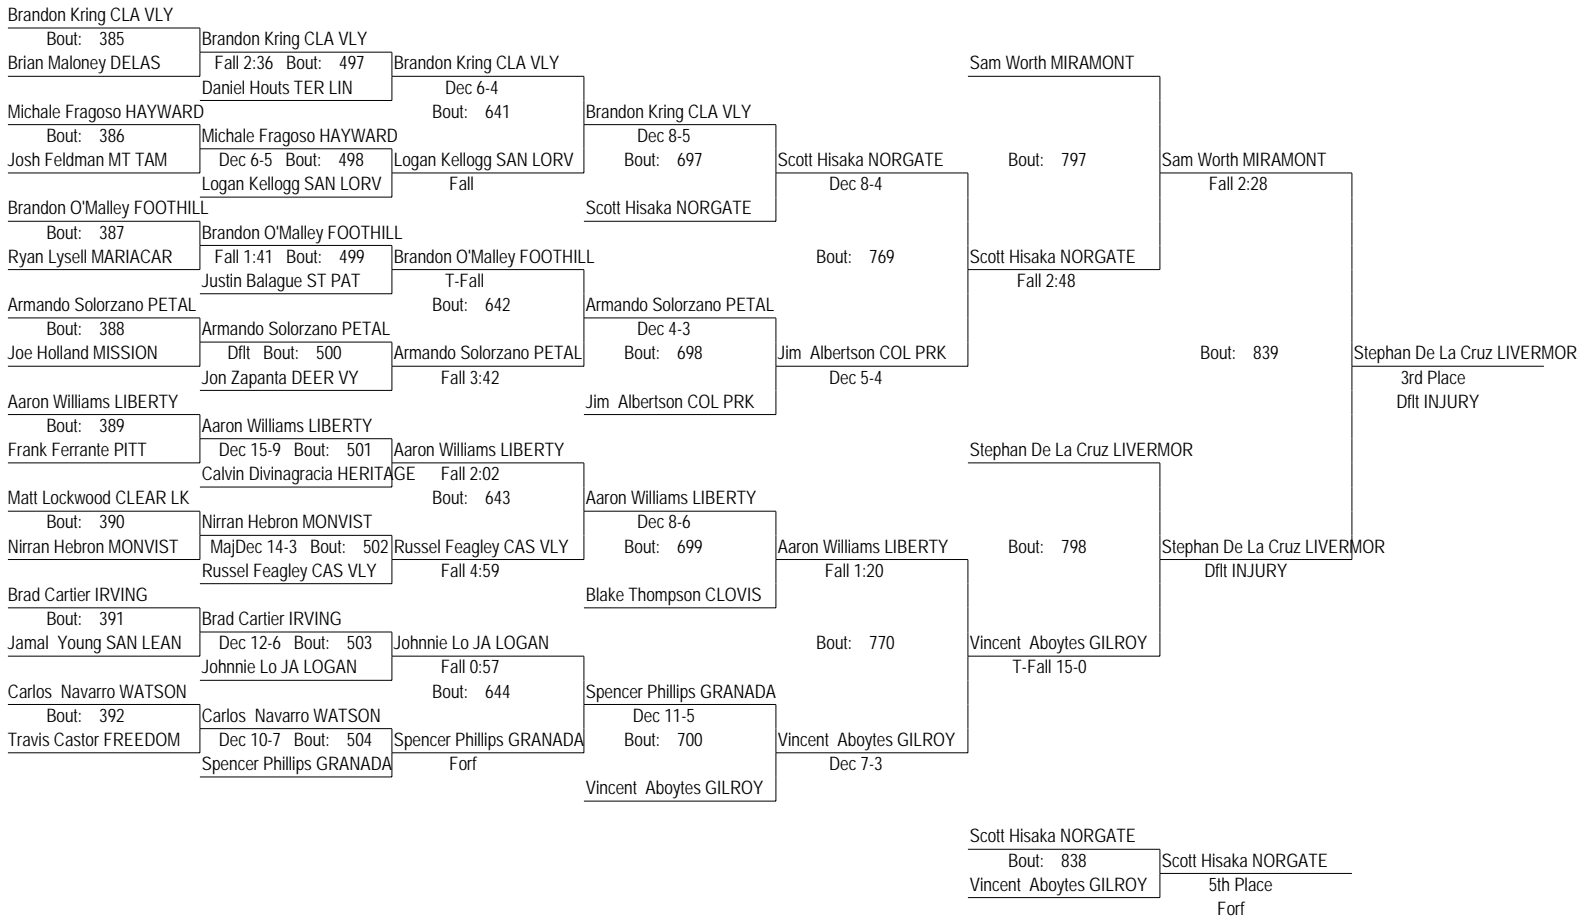 Brandon Kring CLA VLY
Bout: 385
Brandon Kring CLA VLY
Brian Maloney DELAS
Fall 2:36 Bout: 497
Brandon Kring CLA VLY
Sam Worth MIRAMONT
Daniel Houts TER LIN
Dec 6-4
Michale Fragoso HAYWARD
Bout: 641
Brandon Kring CLA VLY
Bout: 386
Michale Fragoso HAYWARD
Dec 8-5
Josh Feldman MT TAM
Dec 6-5 Bout: 498
Logan Kellogg SAN LORV
Bout: 697
Scott Hisaka NORGATE
Bout: 797
Sam Worth MIRAMONT
Logan Kellogg SAN LORV
Fall
Dec 8-4
Fall 2:28
Brandon O'Malley FOOTHILL
Scott Hisaka NORGATE
Bout: 387
Brandon O'Malley FOOTHILL
Ryan Lysell MARIACAR
Fall 1:41 Bout: 499
Brandon O'Malley FOOTHILL
Bout: 769
Scott Hisaka NORGATE
Justin Balague ST PAT
T-Fall
Fall 2:48
Armando Solorzano PETAL
Bout: 642
Armando Solorzano PETAL
Bout: 388
Armando Solorzano PETAL
Dec 4-3
Joe Holland MISSION
Dflt Bout: 500
Armando Solorzano PETAL
Bout: 698
Jim Albertson COL PRK
Bout: 839
Stephan De La Cruz LIVERMOR
Jon Zapanta DEER VY
Fall 3:42
Dec 5-4
3rd Place
Aaron Williams LIBERTY
Jim Albertson COL PRK
Dflt INJURY
Bout: 389
Aaron Williams LIBERTY
Frank Ferrante PITT
Dec 15-9 Bout: 501
Aaron Williams LIBERTY
Stephan De La Cruz LIVERMOR
Calvin Divinagracia HERITAGE
Fall 2:02
Matt Lockwood CLEAR LK
Bout: 643
Aaron Williams LIBERTY
Bout: 390
Nirran Hebron MONVIST
Dec 8-6
Nirran Hebron MONVIST
MajDec 14-3 Bout: 502
Russel Feagley CAS VLY
Bout: 699
Aaron Williams LIBERTY
Bout: 798
Stephan De La Cruz LIVERMOR
Russel Feagley CAS VLY
Fall 4:59
Fall 1:20
Dflt INJURY
Brad Cartier IRVING
Blake Thompson CLOVIS
Bout: 391
Brad Cartier IRVING
Jamal Young SAN LEAN
Dec 12-6 Bout: 503
Johnnie Lo JA LOGAN
Bout: 770
Vincent Aboytes GILROY
Johnnie Lo JA LOGAN
Fall 0:57
T-Fall 15-0
Carlos Navarro WATSON
Bout: 644
Spencer Phillips GRANADA
Bout: 392
Carlos Navarro WATSON
Dec 11-5
Travis Castor FREEDOM
Dec 10-7 Bout: 504
Spencer Phillips GRANADA
Bout: 700
Vincent Aboytes GILROY
Spencer Phillips GRANADA
Forf
Dec 7-3
Vincent Aboytes GILROY
Scott Hisaka NORGATE
Bout: 838
Scott Hisaka NORGATE
Vincent Aboytes GILROY
5th Place
Forf